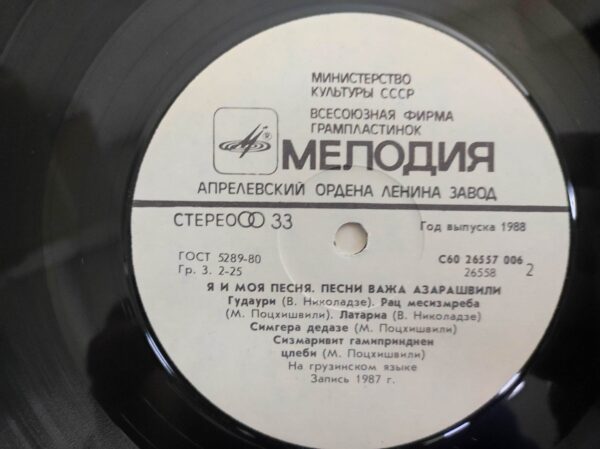 МИНИСТЕРСТВО
КУЛЬТУРЫ СССР
ВСЕСОЮЗНАЯ ФИРМА
ГРАМПЛАСТИНОК
МЕЛОДИЯ
АПРЕЛЕВСКИЙ ОРДЕНА ЛЕНИНА ЗАВОД
СТЕРЕО 33
Год выпуска 1988
ГОСТ 5289-80
Гр. 3. 2-25
С60 26557 006
26558 2
Я И МОЯ ПЕСНЯ. ПЕСНИ ВАЖА АЗАРАШВИЛИ
Гудаури (В. Николадзе). Рац месизмреба
(М. Поцхишвили). Латариа (В. Николадзе)
Симгера дедазе (М. Поцхишвили)
Сизмаривит гамипринднен
цлеби (М. Поцхишвили)
На грузинском языке
Запись 1987 г.